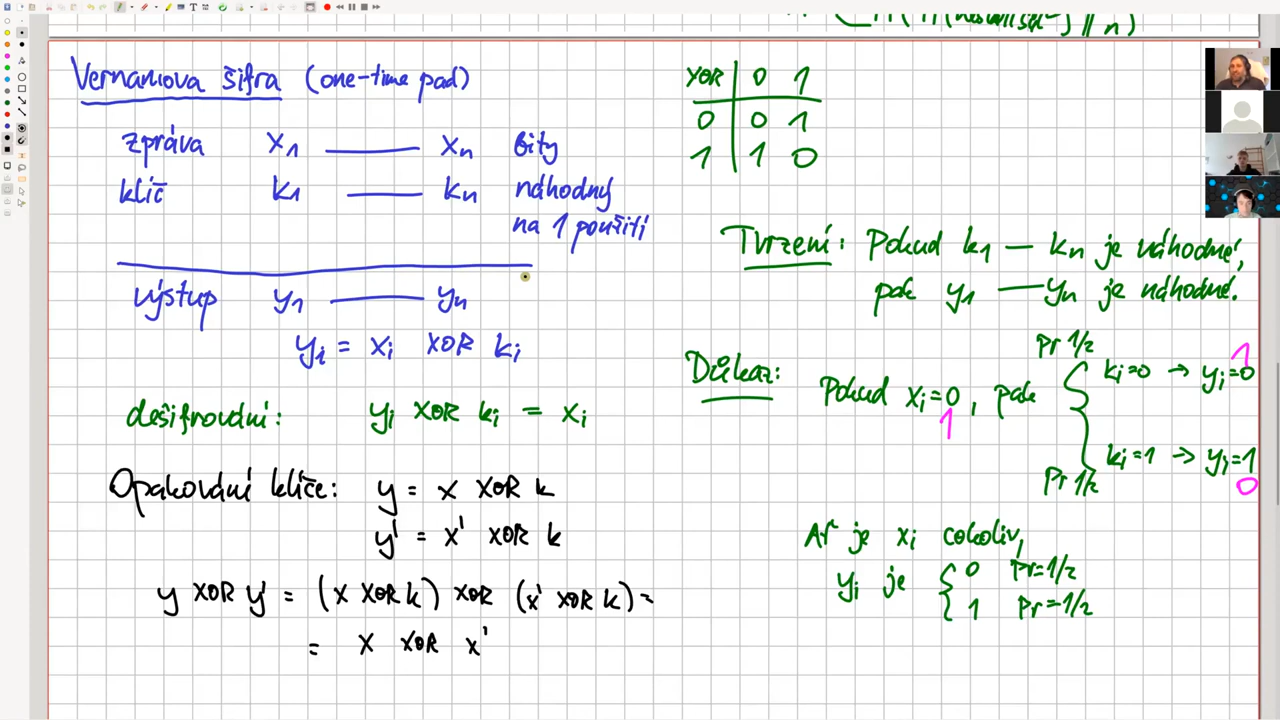 Vernamova šifra (one-time pad)
zpráva x₁ — xₙ bity
klíč k₁ — kₙ náhodný
na 1 použití
výstup y₁ — yₙ
yᵢ = xᵢ XOR kᵢ
dešifrování: yᵢ XOR kᵢ = xᵢ
Opakování klíče: y = x XOR k
y' = x' XOR k
y XOR y' = (x XOR k) XOR (x' XOR k) =
= x XOR x'
XOR 0 1
0 0 1
1 1 0
Tvrzení: Pokud k₁ — kₙ je náhodné,
pak y₁ — yₙ je náhodné.
Důkaz: Pokud xᵢ=0, pak
1
Pr 1/2
kᵢ=0 → yᵢ=0
1
kᵢ=1 → yᵢ=1
0
Pr 1/2
Ať je xᵢ cokoliv,
yᵢ je { 0 Pr=1/2
1 Pr=1/2